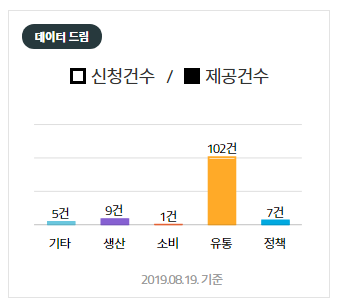 데이터 드림
신청건수 / 제공건수
5건 9건 1건 102건 7건
기타 생산 소비 유통 정책
2019.08.19. 기준